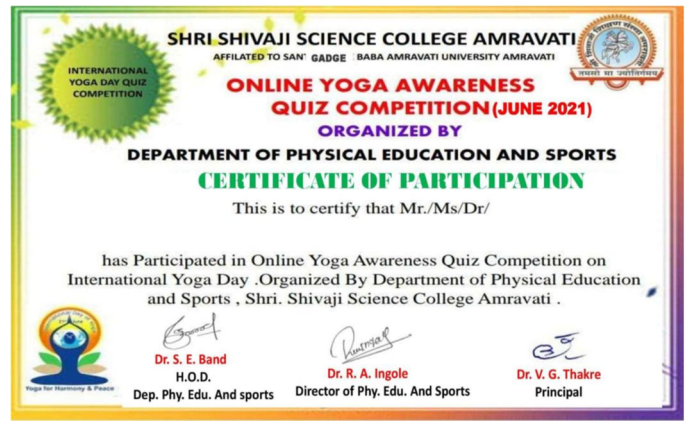 SHRI SHIVAJI SCIENCE COLLEGE AMRAVATI
AFFILATED TO SAN' GADGE BABA AMRAVATI UNIVERSITY AMRAVATI
INTERNATIONAL
YOGA DAY QUIZ
COMPETITION
तमसो मा ज्योतिर्गमय
ONLINE YOGA AWARENESS
QUIZ COMPETITION (JUNE 2021)
ORGANIZED BY
DEPARTMENT OF PHYSICAL EDUCATION AND SPORTS
CERTIFICATE OF PARTICIPATION
This is to certify that Mr./Ms/Dr/
has Participated in Online Yoga Awareness Quiz Competition on
International Yoga Day .Organized By Department of Physical Education
and Sports , Shri. Shivaji Science College Amravati .
Yoga for Harmony & Peace
Dr. S. E. Band
H.O.D.
Dep. Phy. Edu. And sports
Dr. R. A. Ingole
Director of Phy. Edu. And Sports
Dr. V. G. Thakre
Principal